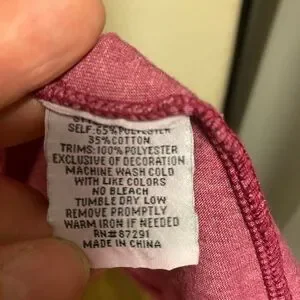 SELF: 65% POLYESTER
35% COTTON
TRIMS: 100% POLYESTER
EXCLUSIVE OF DECORATION
MACHINE WASH COLD
WITH LIKE COLORS
NO BLEACH
TUMBLE DRY LOW
REMOVE PROMPTLY
WARM IRON IF NEEDED
RN#87291
MADE IN CHINA